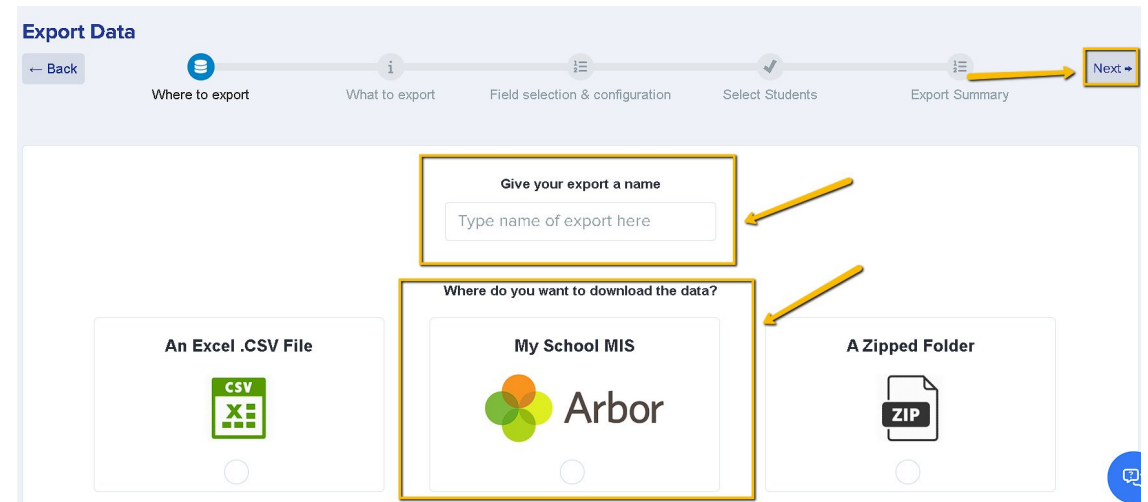 Export Data
← Back
Next →
Where to export
What to export
Field selection & configuration
Select Students
Export Summary
Give your export a name
Type name of export here
Where do you want to download the data?
An Excel .CSV File
My School MIS
A Zipped Folder
CSV
Arbor
ZIP